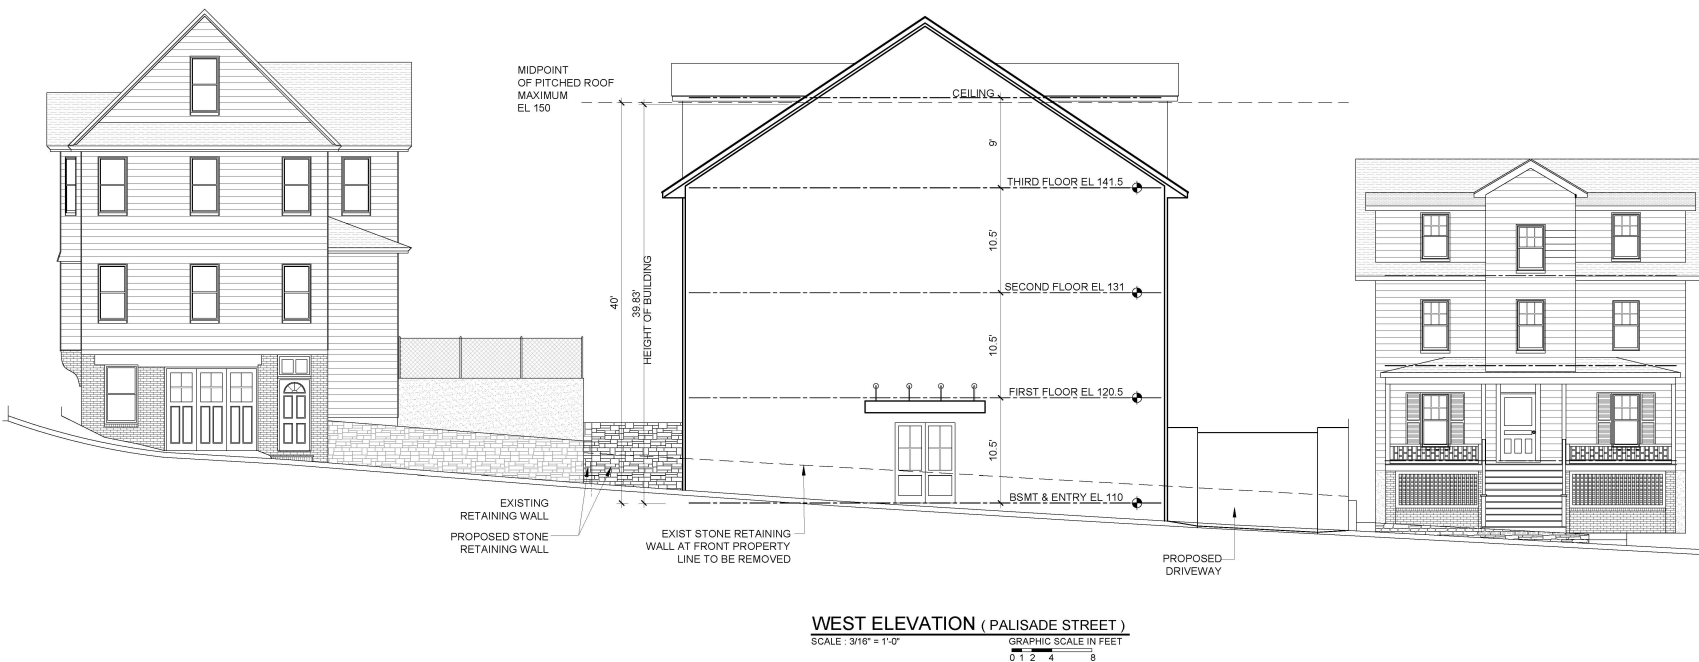 MIDPOINT
OF PITCHED ROOF
MAXIMUM
EL 150
CEILING
9'
THIRD FLOOR EL 141.5
10.5'
SECOND FLOOR EL 131
40'
39.83'
HEIGHT OF BUILDING
10.5'
FIRST FLOOR EL 120.5
10.5'
BSMT & ENTRY EL 110
EXISTING
RETAINING WALL
PROPOSED STONE
RETAINING WALL
EXIST STONE RETAINING
WALL AT FRONT PROPERTY
LINE TO BE REMOVED
PROPOSED
DRIVEWAY
WEST ELEVATION ( PALISADE STREET )
SCALE : 3/16" = 1'-0"
GRAPHIC SCALE IN FEET
0 1 2 4 8